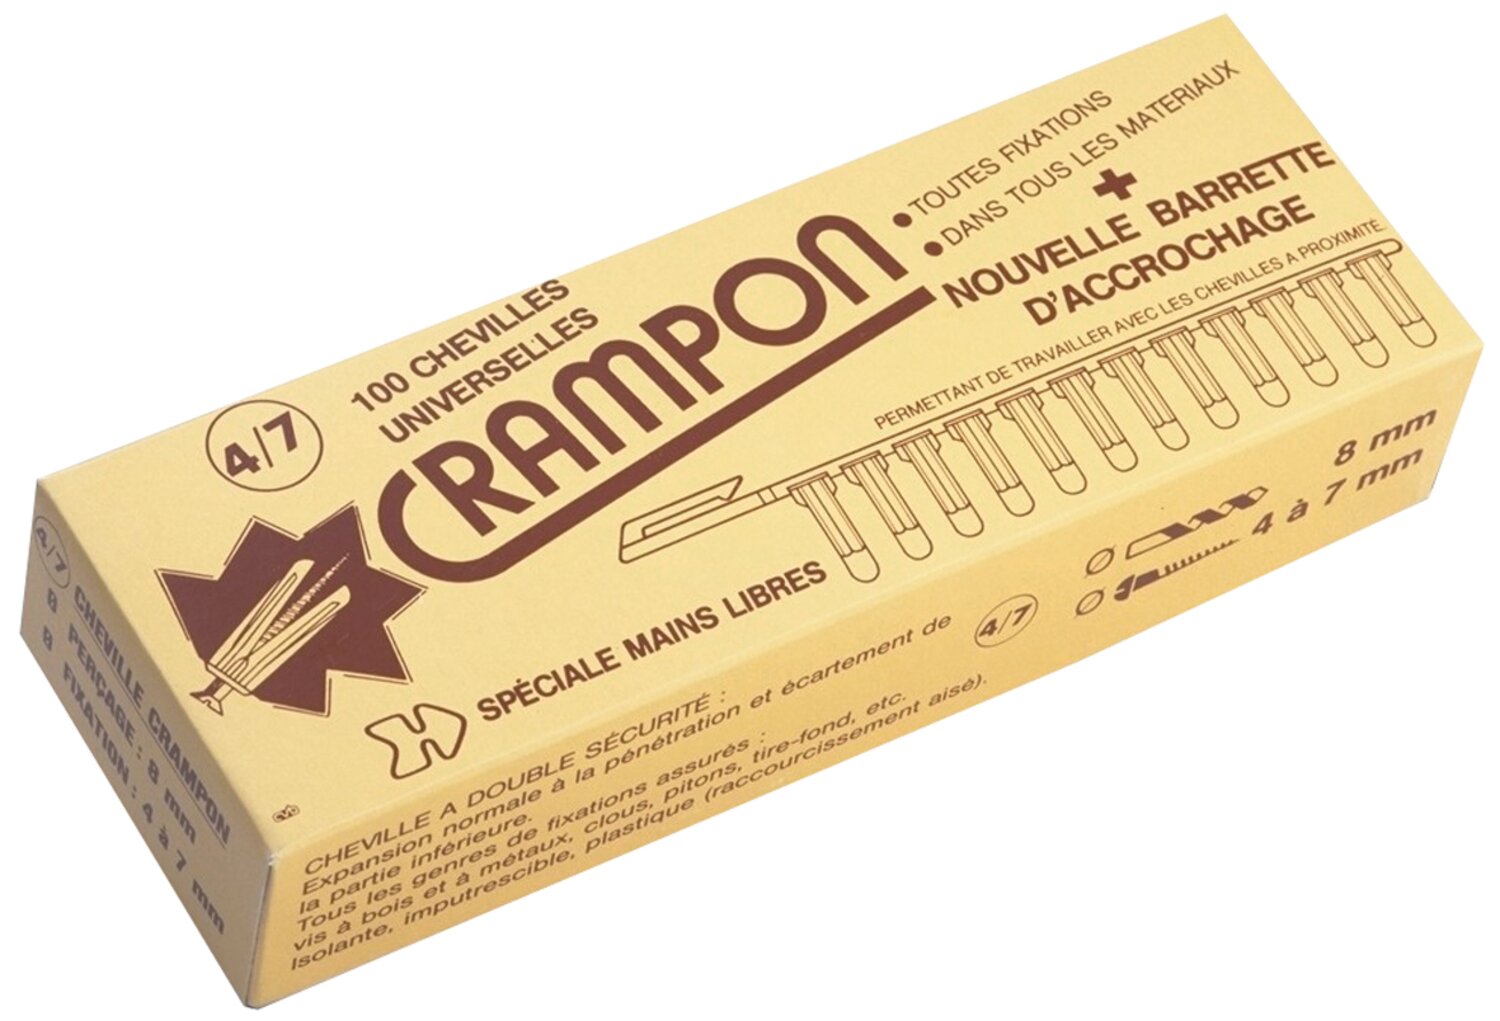 4/7
100 CHEVILLES
UNIVERSELLES
CRAMPON
• TOUTES FIXATIONS
• DANS TOUS LES MATERIAUX
+
NOUVELLE BARRETTE
D'ACCROCHAGE
PERMETTANT DE TRAVAILLER AVEC LES CHEVILLES A PROXIMITÉ.
SPÉCIALE MAINS LIBRES
4/7
CHEVILLE CRAMPON
Ø PERÇAGE : 8 mm
Ø FIXATION : 4 à 7 mm
CHEVILLE A DOUBLE SÉCURITÉ :
Expansion normale à la pénétration et écartement de
la partie inférieure.
Tous les genres de fixations assurés :
vis à bois et à métaux, clous, pitons, tire-fond, etc.
Isolante, imputrescible, plastique (raccourcissement aisé).
4/7
Ø 8 mm
Ø 4 à 7 mm